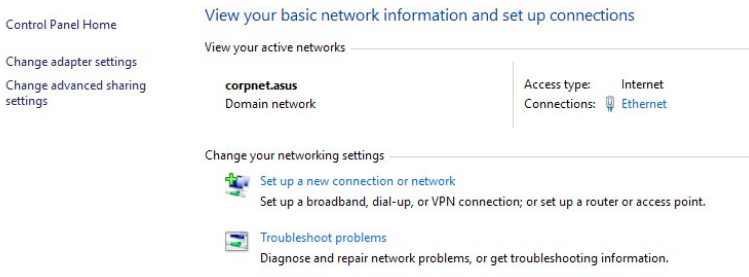 Control Panel Home
Change adapter settings
Change advanced sharing
settings
View your basic network information and set up connections
View your active networks
corpnet.asus
Domain network
Access type: Internet
Connections: Ethernet
Change your networking settings
Set up a new connection or network
Set up a broadband, dial-up, or VPN connection; or set up a router or access point.
Troubleshoot problems
Diagnose and repair network problems, or get troubleshooting information.